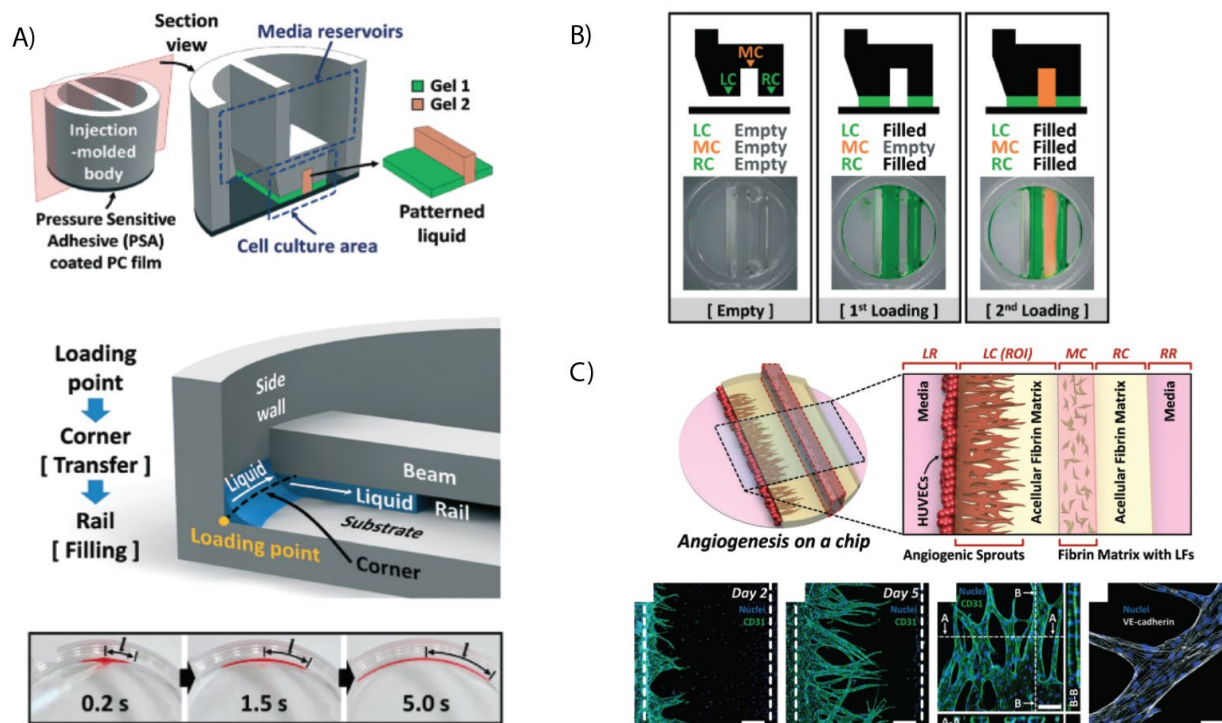 A)
Section
view
Media reservoirs
Gel 1
Gel 2
Injection
-molded
body
Pressure Sensitive
Adhesive (PSA)
coated PC film
Cell culture area
Patterned
liquid
Loading
point
Corner
[ Transfer ]
Rail
[ Filling ]
Side
wall
Beam
Liquid
Liquid
Rail
Substrate
Loading point
Corner
l
0.2 s
l
1.5 s
l
5.0 s
B)
MC
LC
RC
LC Empty
MC Empty
RC Empty
[ Empty ]
LC Filled
MC Empty
RC Filled
[ 1st Loading ]
LC Filled
MC Filled
RC Filled
[ 2nd Loading ]
C)
LR
LC (ROI)
MC
RC
RR
Media
HUVECs
Acellular Fibrin Matrix
Acellular Fibrin Matrix
Media
Angiogenesis on a chip
Angiogenic Sprouts
Fibrin Matrix with LFs
Day 2
Nuclei
CD31
Day 5
Nuclei
CD31
Nuclei
CD31
B
A
A
B
B-B
A-A
Nuclei
VE-cadherin